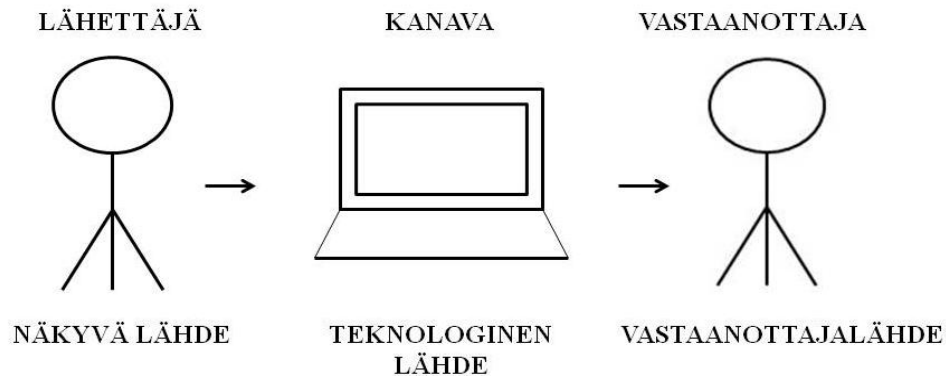 LÄHETTÄJÄ
KANAVA
VASTAANOTTAJA
NÄKYVÄ LÄHDE
TEKNOLOGINEN
LÄHDE
VASTAANOTTAJALÄHDE